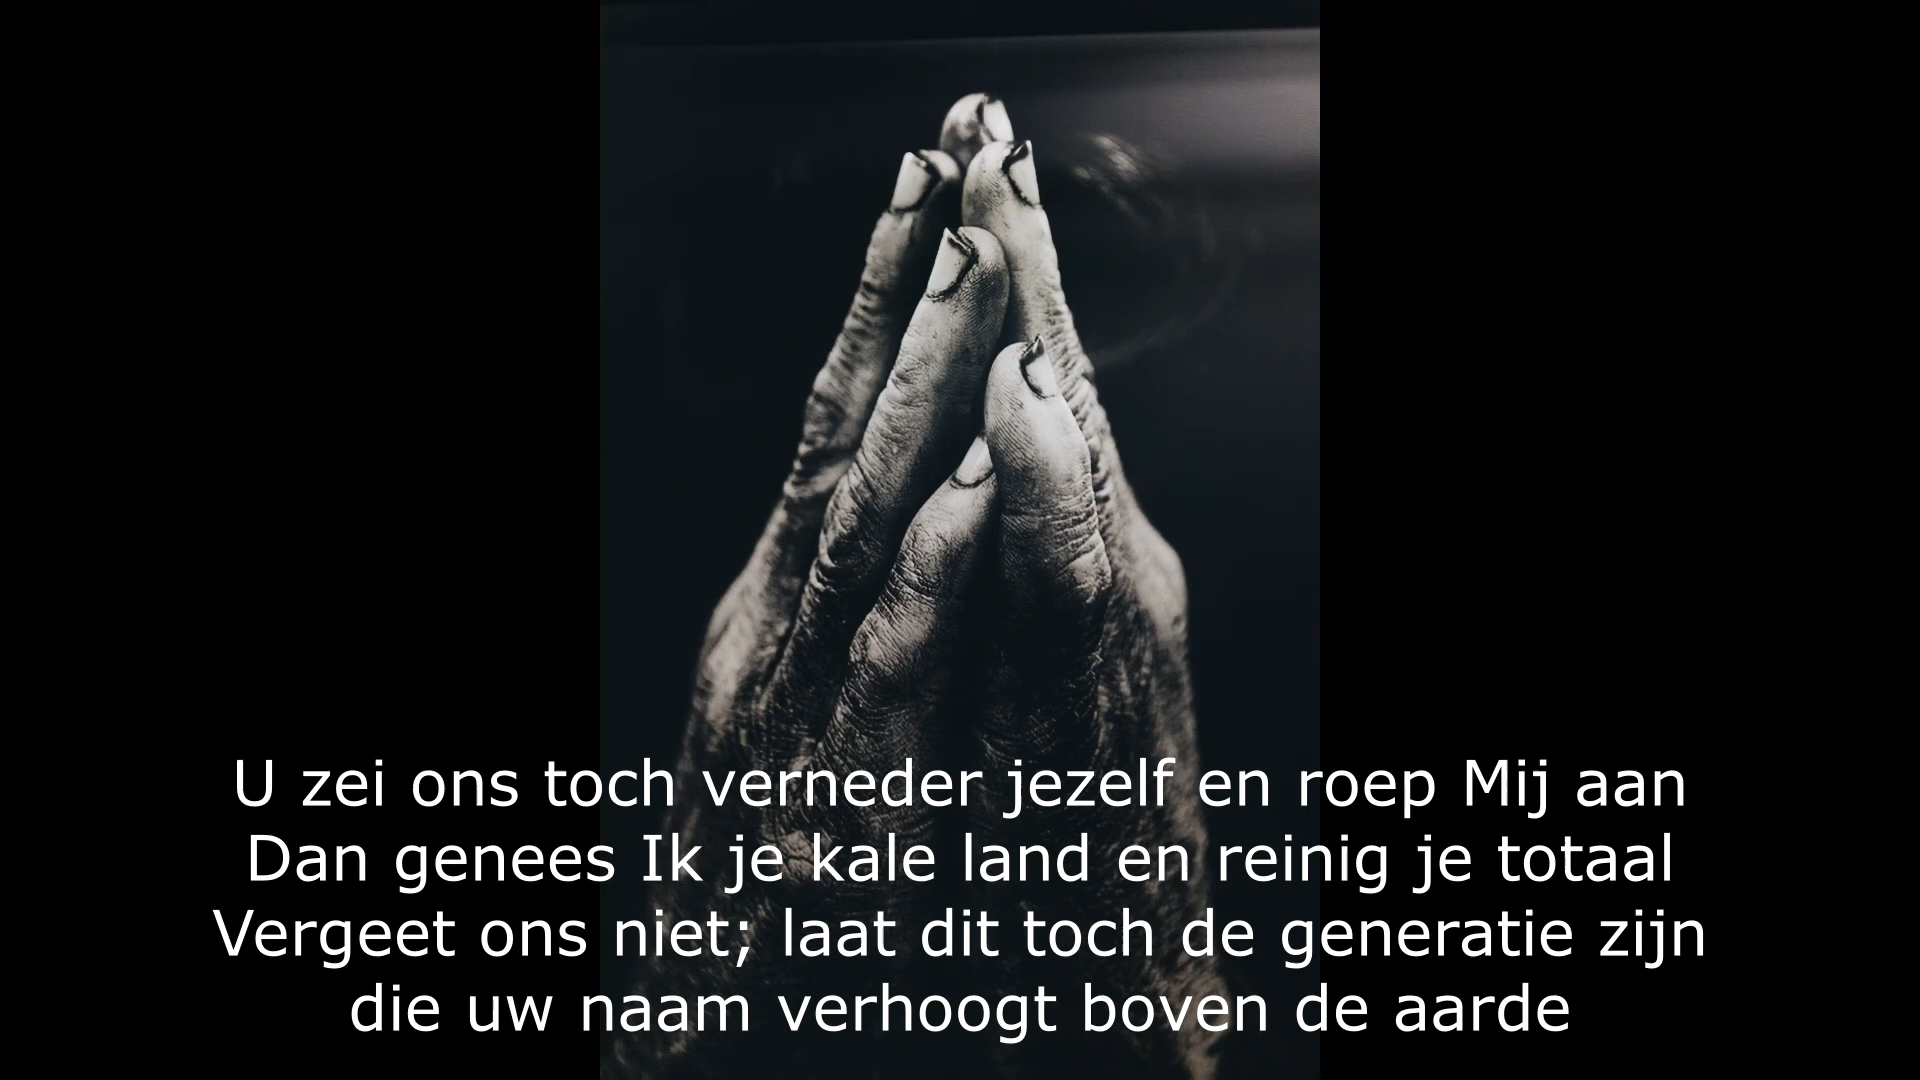 U zei ons toch verneder jezelf en roep Mij aan
Dan genees Ik je kale land en reinig je totaal
Vergeet ons niet; laat dit toch de generatie zijn
die uw naam verhoogt boven de aarde